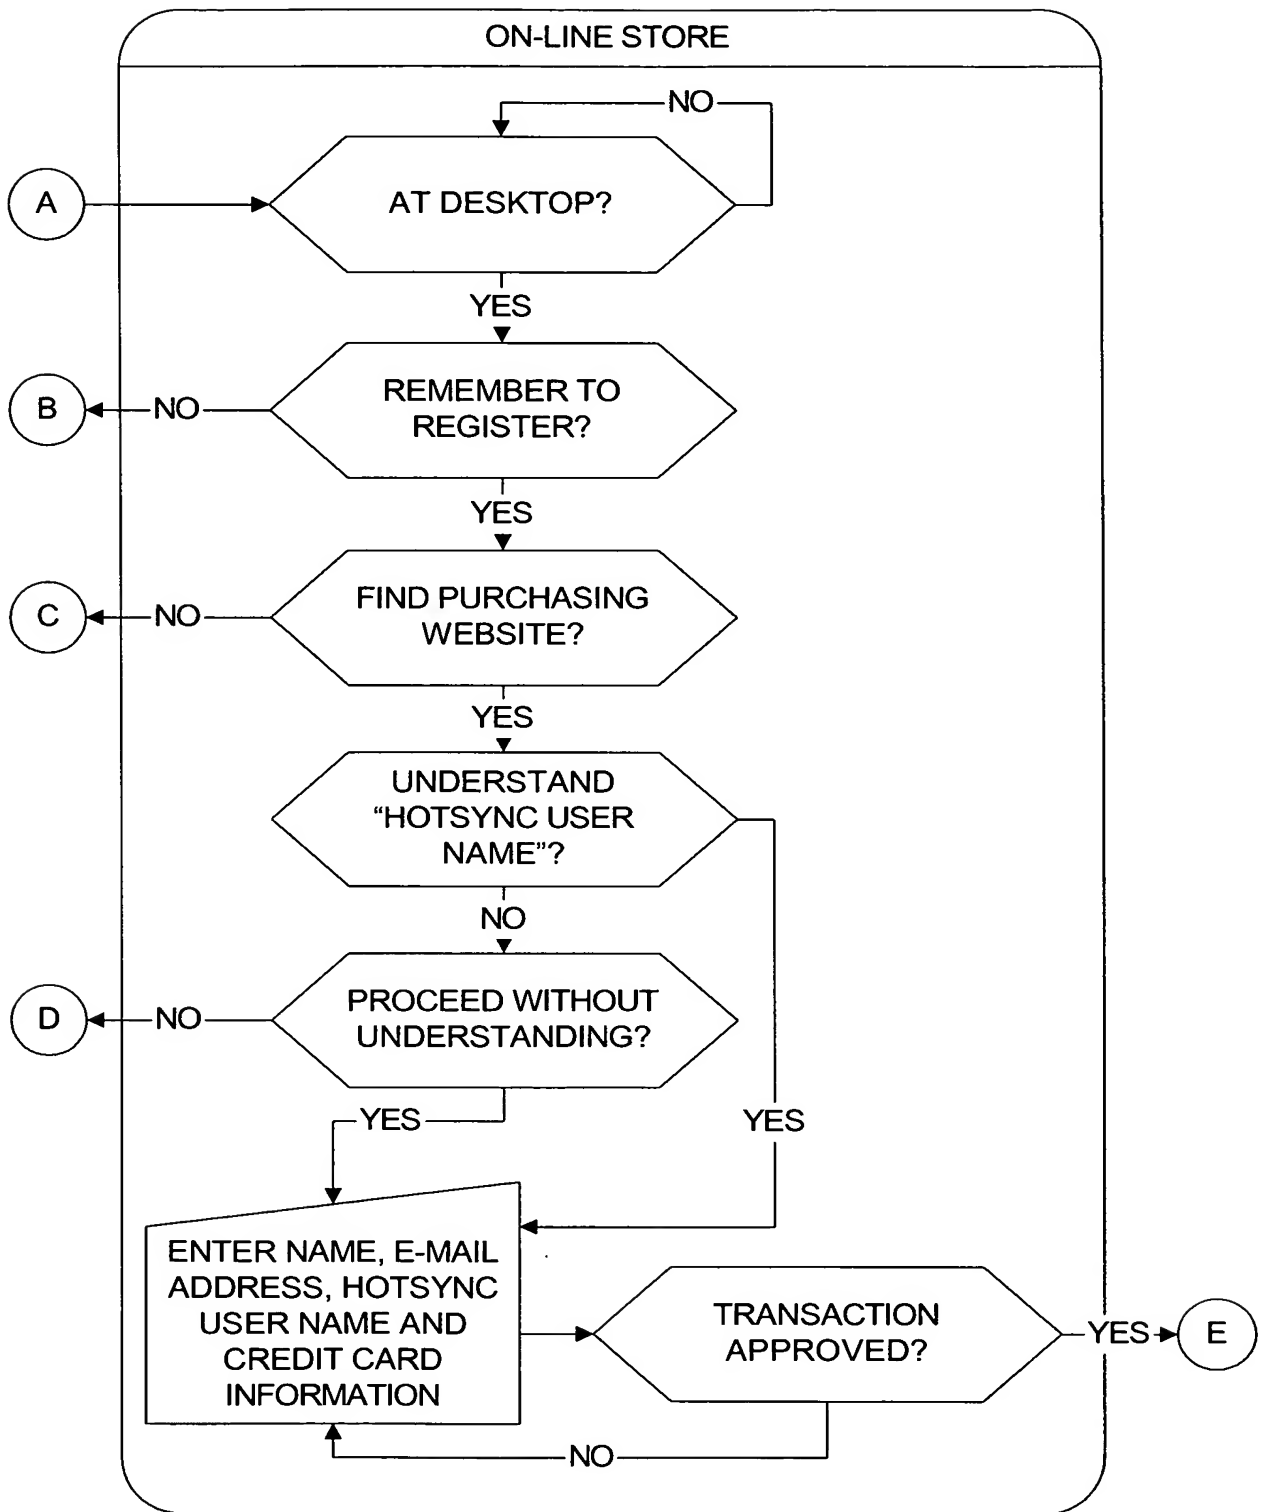 ON-LINE STORE
NO
A
AT DESKTOP?
YES
B
NO
REMEMBER TO
REGISTER?
YES
C
NO
FIND PURCHASING
WEBSITE?
YES
UNDERSTAND
“HOTSYNC USER
NAME”?
NO
D
NO
PROCEED WITHOUT
UNDERSTANDING?
YES
YES
ENTER NAME, E-MAIL
ADDRESS, HOTSYNC
USER NAME AND
CREDIT CARD
INFORMATION
TRANSACTION
APPROVED?
YES
E
NO